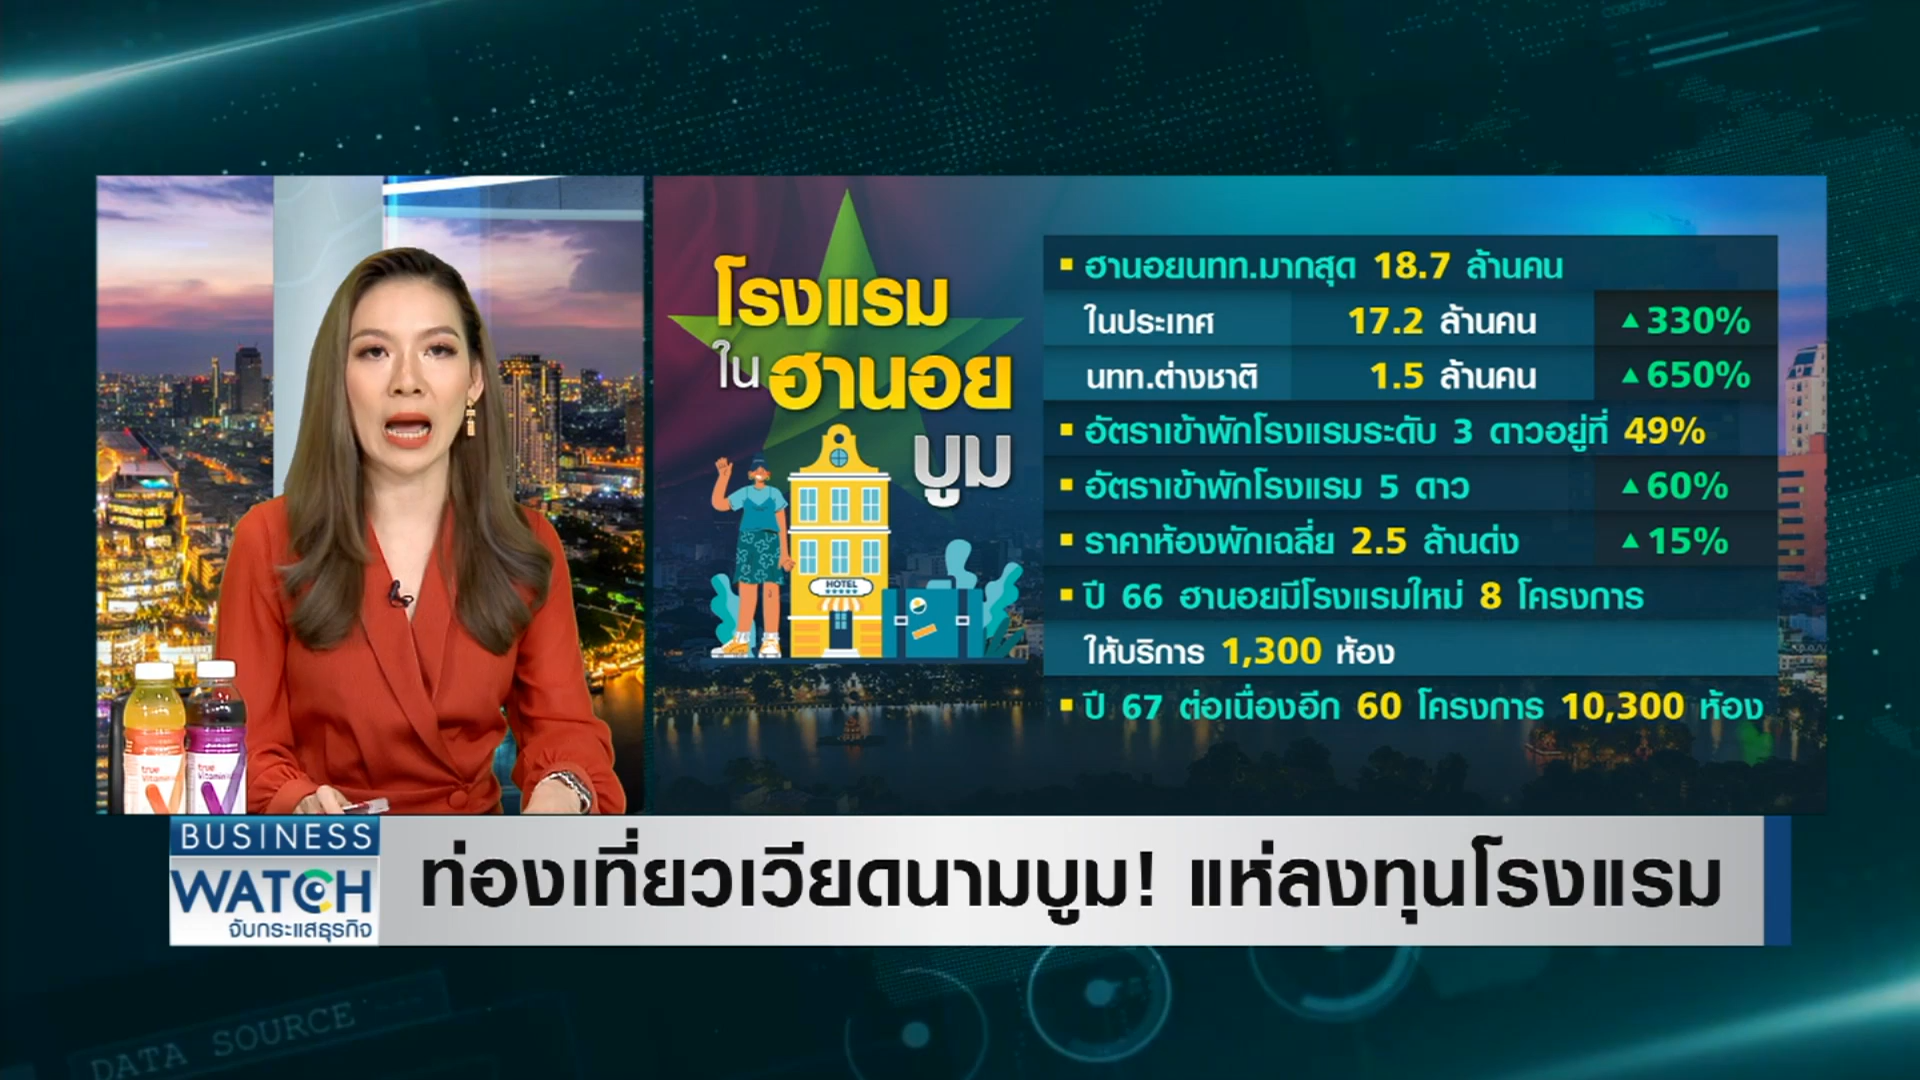 โรงแรม
ใน ฮานอย
บูม
HOTEL
▪ ฮานอยนทท.มากสุด 18.7 ล้านคน
ในประเทศ 17.2 ล้านคน ▲330%
นทท.ต่างชาติ 1.5 ล้านคน ▲650%
▪ อัตราเข้าพักโรงแรมระดับ 3 ดาวอยู่ที่ 49%
▪ อัตราเข้าพักโรงแรม 5 ดาว ▲60%
▪ ราคาห้องพักเฉลี่ย 2.5 ล้านด่ง ▲15%
▪ ปี 66 ฮานอยมีโรงแรมใหม่ 8 โครงการ
ให้บริการ 1,300 ห้อง
▪ ปี 67 ต่อเนื่องอีก 60 โครงการ 10,300 ห้อง
true
true
BUSINESS
WATCH
จับกระแสธุรกิจ
ท่องเที่ยวเวียดนามบูม! แห่ลงทุนโรงแรม
DATA SOURCE